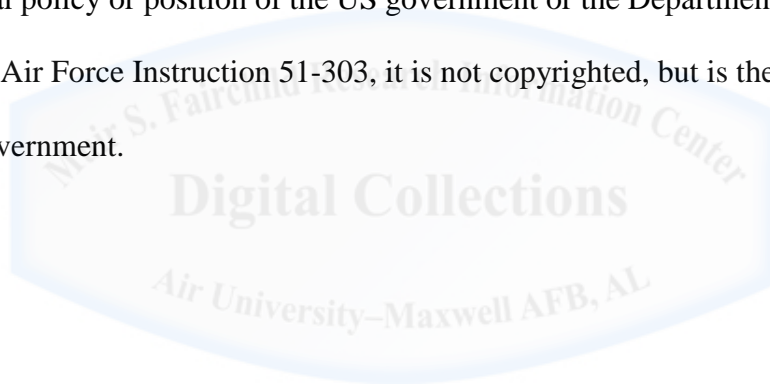 policy or position of the US government or the Departmen
Air Force Instruction 51-303, it is not copyrighted, but is the
vernment.
Muir S. Fairchild Research Information Center
Digital Collections
Air University–Maxwell AFB, AL